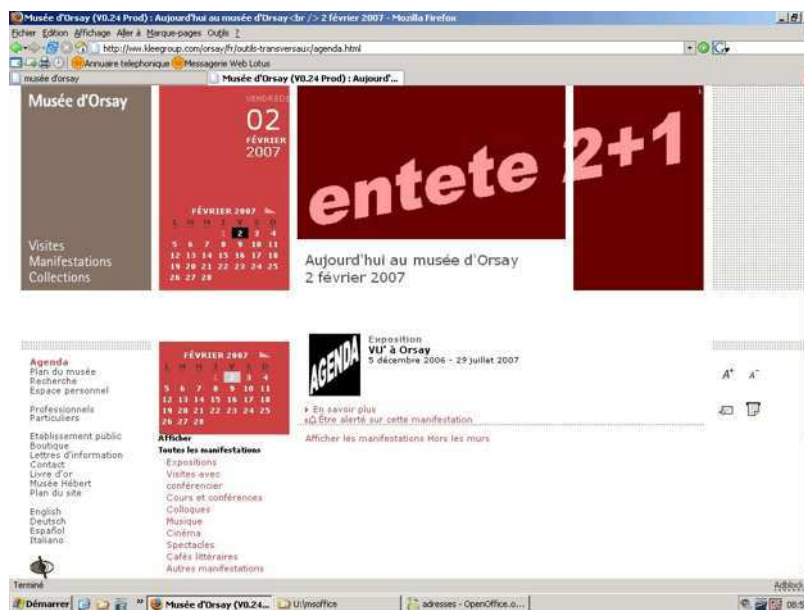 Musée d'Orsay (V0.24 Prod) : Aujourd'hui au musée d'Orsay<br /> 2 février 2007 - Mozilla Firefox
Fichier Edition Affichage Aller à Marque-pages Outils ?
http://ww.kleegroup.com/orsay/fr/outils-transversaux/agenda.html
Annuaire telephonique Messagerie Web Lotus
musée d'orsay
Musée d'Orsay (V0.24 Prod) : Aujourd'...
Musée d'Orsay
Visites
Manifestations
Collections
VENDREDI
02
FÉVRIER
2007
FÉVRIER 2007
L M M J V S D
1 2 3 4
5 6 7 8 9 10 11
12 13 14 15 16 17 18
19 20 21 22 23 24 25
26 27 28
entete 2+1
Aujourd'hui au musée d'Orsay
2 février 2007
Agenda
Plan du musée
Recherche
Espace personnel
Professionnels
Particuliers
Etablissement public
Boutique
Lettres d'information
Contact
Livre d'or
Musée Hébert
Plan du site
English
Deutsch
Español
Italiano
FÉVRIER 2007
L M M J V S D
1 2 3 4
5 6 7 8 9 10 11
12 13 14 15 16 17 18
19 20 21 22 23 24 25
26 27 28
Afficher
Toutes les manifestations
Expositions
Visites avec
conférencier
Cours et conférences
Colloques
Musique
Cinéma
Spectacles
Cafés littéraires
Autres manifestations
AGENDA
Exposition
VU' à Orsay
5 décembre 2006 - 29 juillet 2007
En savoir plus
Être alerté sur cette manifestation
Afficher les manifestations Hors les murs
A+ A-
Terminé
Adblock
Démarrer
Musée d'Orsay (V0.24...
U:\msoffice
adresses - OpenOffice.o...